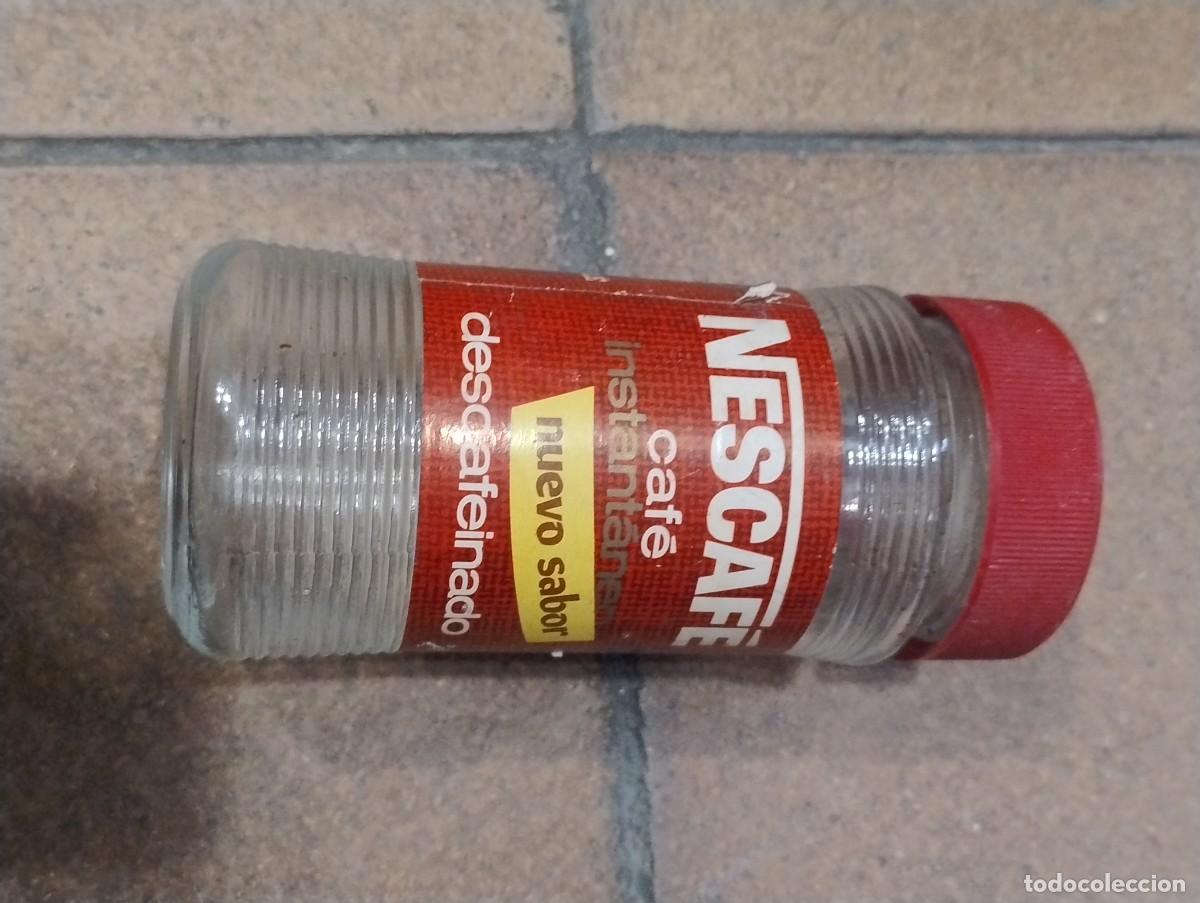 NESCAFÉ
café
instantáneo
nuevo sabor
descafeinado
todocoleccion